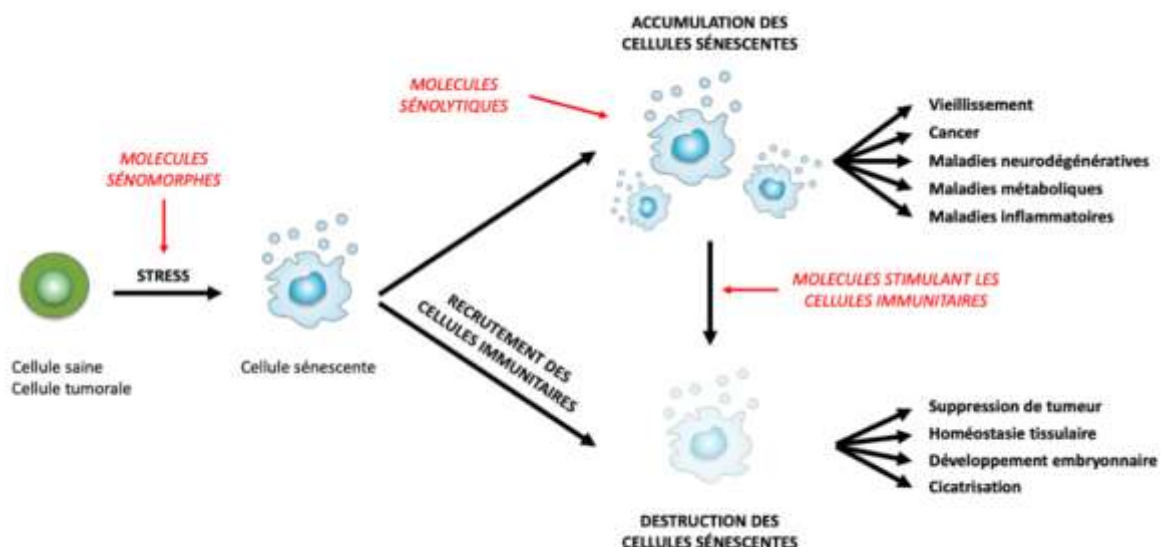 ACCUMULATION DES
CELLULES SÉNESCENTES
MOLECULES
SÉNOLYTIQUES
Vieillissement
Cancer
Maladies neurodégénératives
Maladies métaboliques
Maladies inflammatoires
MOLECULES
SÉNOMORPHES
STRESS
MOLECULES STIMULANT LES
CELLULES IMMUNITAIRES
RECRUTEMENT DES
CELLULES IMMUNITAIRES
Cellule saine
Cellule tumorale
Cellule sénescente
Suppression de tumeur
Homéostasie tissulaire
Développement embryonnaire
Cicatrisation
DESTRUCTION DES
CELLULES SÉNESCENTES